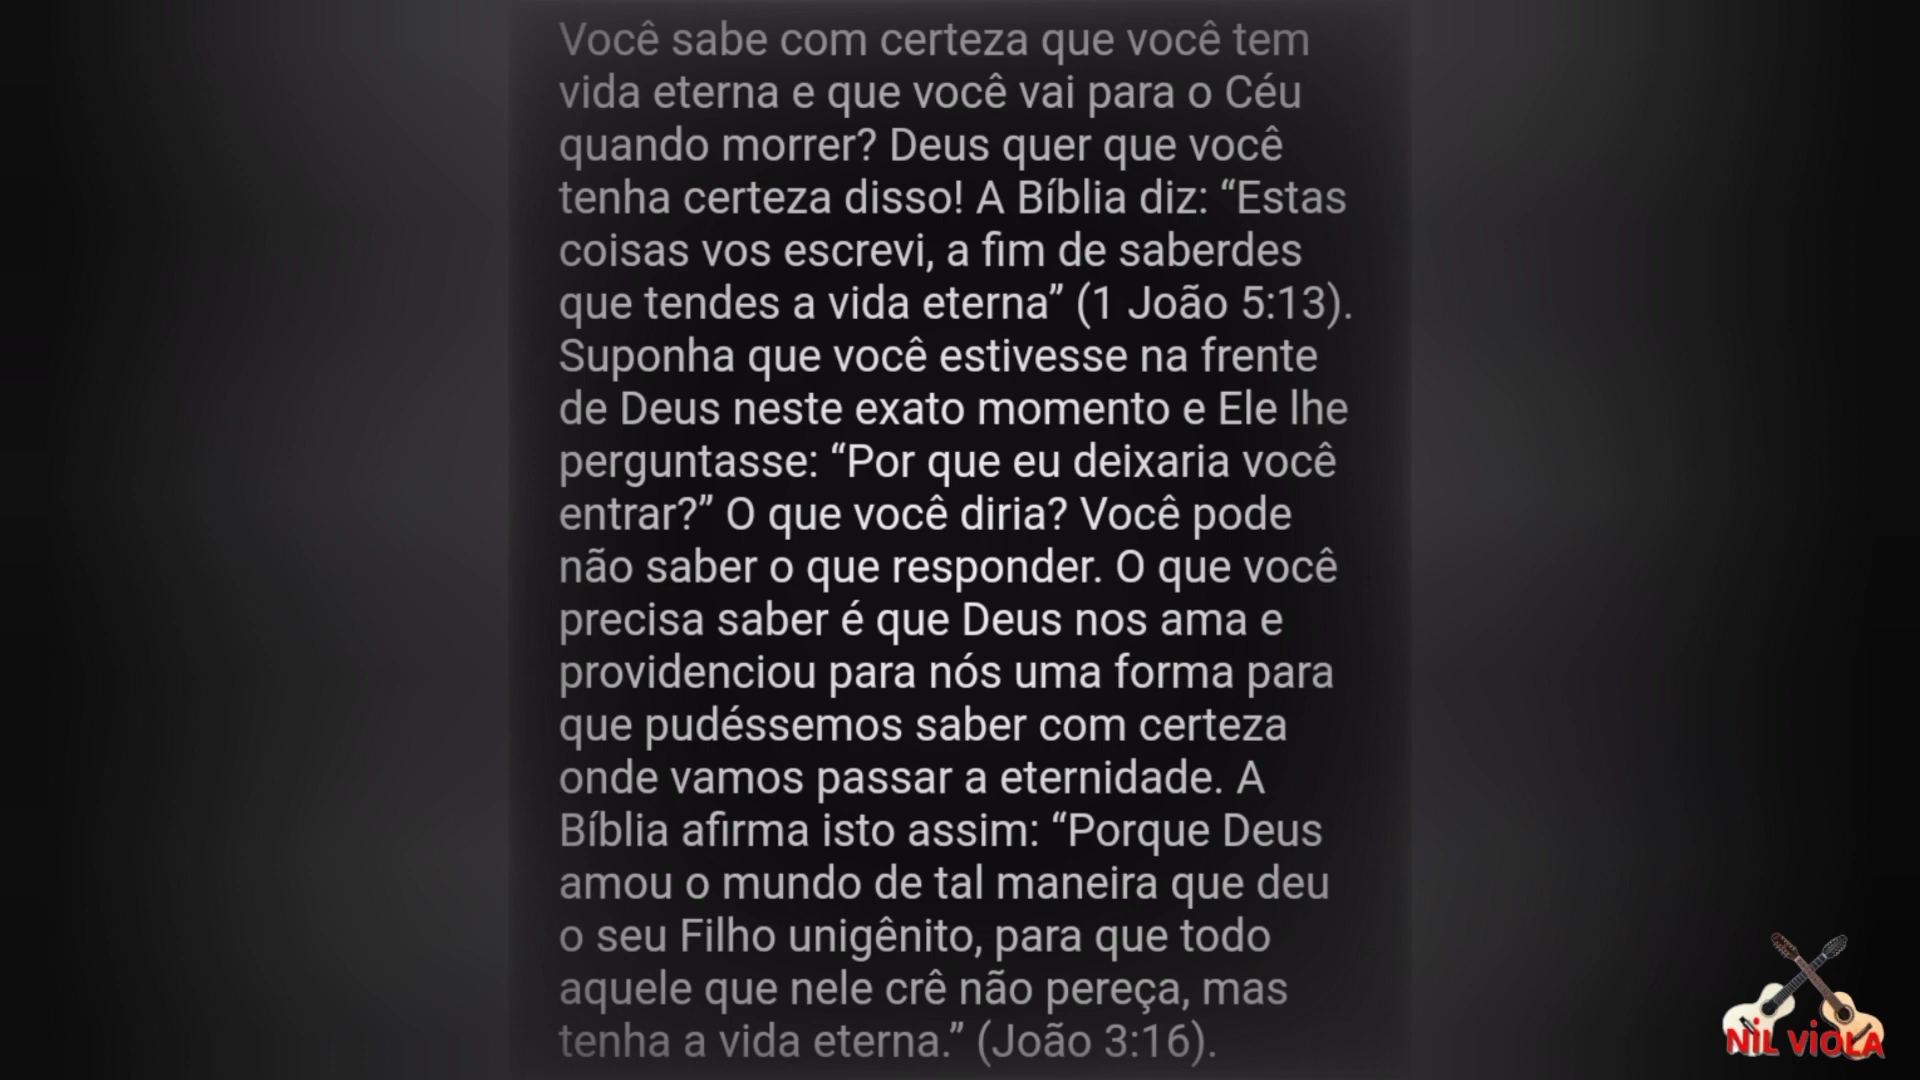 Você sabe com certeza que você tem
vida eterna e que você vai para o Céu
quando morrer? Deus quer que você
tenha certeza disso! A Bíblia diz: “Estas
coisas vos escrevi, a fim de saberdes
que tendes a vida eterna” (1 João 5:13).
Suponha que você estivesse na frente
de Deus neste exato momento e Ele lhe
perguntasse: “Por que eu deixaria você
entrar?” O que você diria? Você pode
não saber o que responder. O que você
precisa saber é que Deus nos ama e
providenciou para nós uma forma para
que pudéssemos saber com certeza
onde vamos passar a eternidade. A
Bíblia afirma isto assim: “Porque Deus
amou o mundo de tal maneira que deu
o seu Filho unigênito, para que todo
aquele que nele crê não pereça, mas
tenha a vida eterna.” (João 3:16).
NiL VioLA